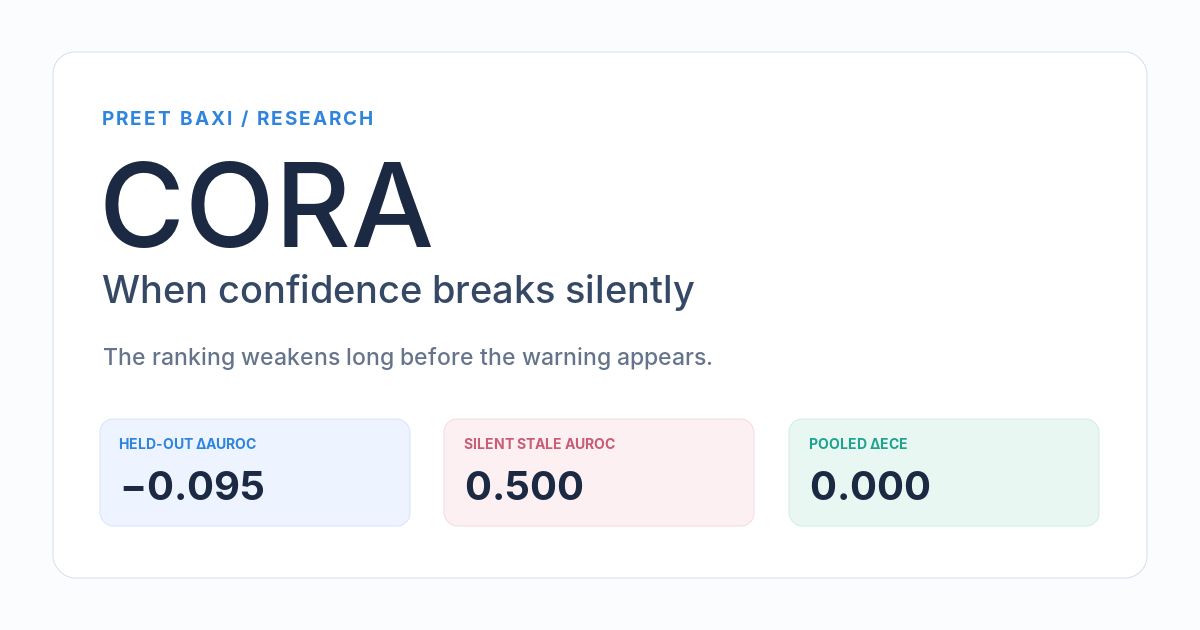 PREET BAXI / RESEARCH
CORA
When confidence breaks silently
The ranking weakens long before the warning appears.
HELD-OUT ΔAUROC
−0.095
SILENT STALE AUROC
0.500
POOLED ΔECE
0.000